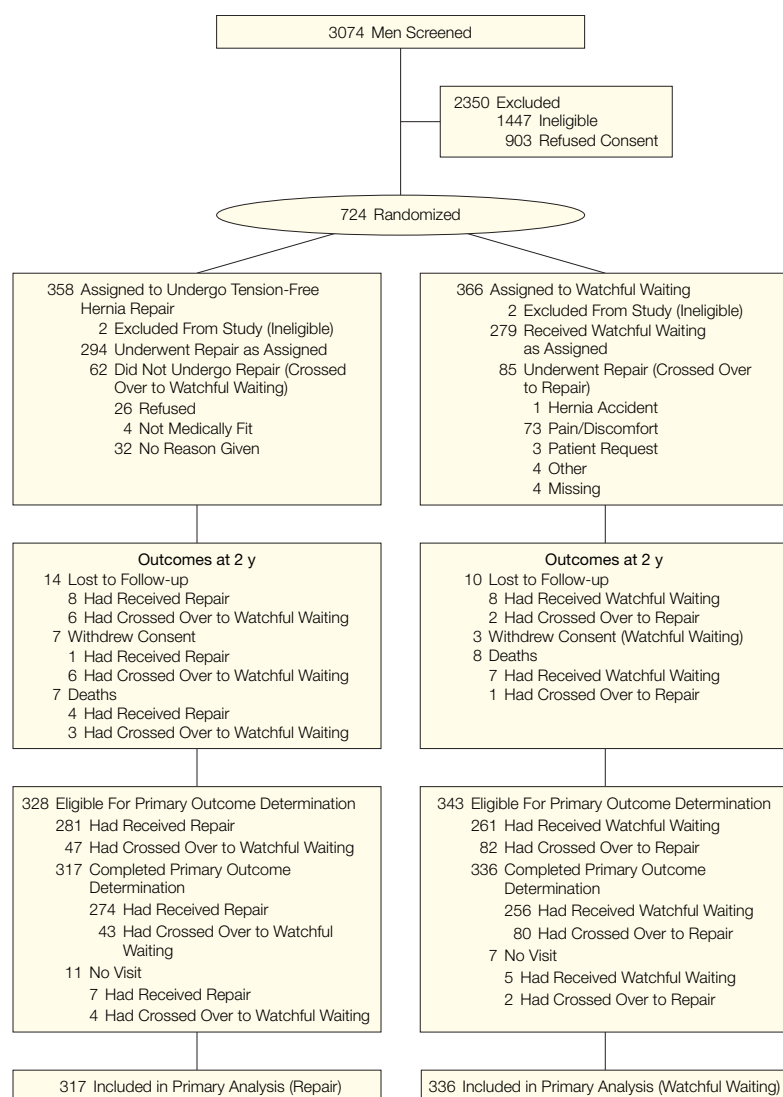 3074 Men Screened
2350 Excluded
1447 Ineligible
903 Refused Consent
724 Randomized
358 Assigned to Undergo Tension-Free
Hernia Repair
2 Excluded From Study (Ineligible)
294 Underwent Repair as Assigned
62 Did Not Undergo Repair (Crossed
Over to Watchful Waiting)
26 Refused
4 Not Medically Fit
32 No Reason Given
366 Assigned to Watchful Waiting
2 Excluded From Study (Ineligible)
279 Received Watchful Waiting
as Assigned
85 Underwent Repair (Crossed Over
to Repair)
1 Hernia Accident
73 Pain/Discomfort
3 Patient Request
4 Other
4 Missing
Outcomes at 2 y
14 Lost to Follow-up
8 Had Received Repair
6 Had Crossed Over to Watchful Waiting
7 Withdrew Consent
1 Had Received Repair
6 Had Crossed Over to Watchful Waiting
7 Deaths
4 Had Received Repair
3 Had Crossed Over to Watchful Waiting
Outcomes at 2 y
10 Lost to Follow-up
8 Had Received Watchful Waiting
2 Had Crossed Over to Repair
3 Withdrew Consent (Watchful Waiting)
8 Deaths
7 Had Received Watchful Waiting
1 Had Crossed Over to Repair
328 Eligible For Primary Outcome Determination
281 Had Received Repair
47 Had Crossed Over to Watchful Waiting
317 Completed Primary Outcome
Determination
274 Had Received Repair
43 Had Crossed Over to Watchful
Waiting
11 No Visit
7 Had Received Repair
4 Had Crossed Over to Watchful Waiting
343 Eligible For Primary Outcome Determination
261 Had Received Watchful Waiting
82 Had Crossed Over to Repair
336 Completed Primary Outcome
Determination
256 Had Received Watchful Waiting
80 Had Crossed Over to Repair
7 No Visit
5 Had Received Watchful Waiting
2 Had Crossed Over to Repair
317 Included in Primary Analysis (Repair)
336 Included in Primary Analysis (Watchful Waiting)